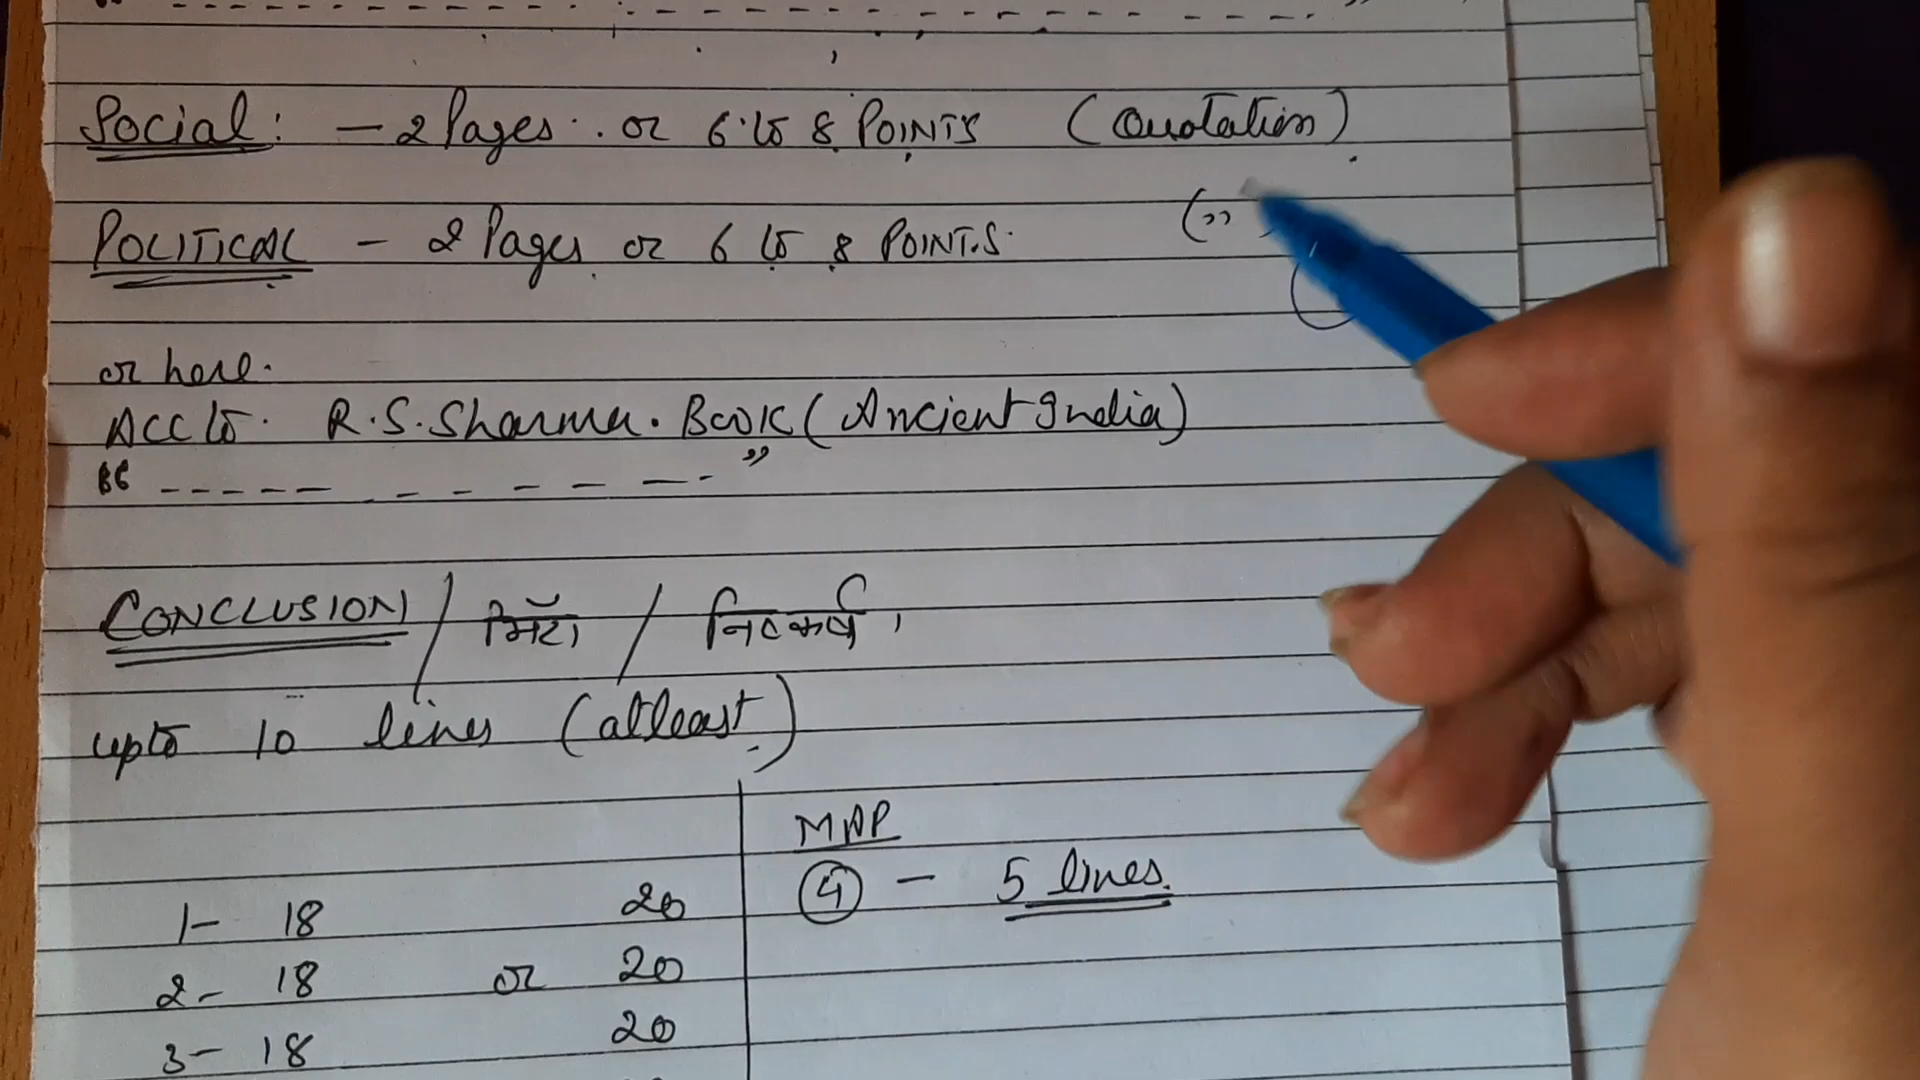 Social: - 2 Pages. or 6 to 8 POINTS (Quotation)
POLITICAL - 2 Pages or 6 to 8 POINTS. (”
or here.
ACC to. R.S. Sharma. Book (Ancient India)
“ ----- - - - - - - ”
CONCLUSION / सिट्टा / निष्कर्ष,
upto 10 lines (atleast)
MAP
④ - 5 lines.
1- 18 20
2- 18 or 20
3- 18 20